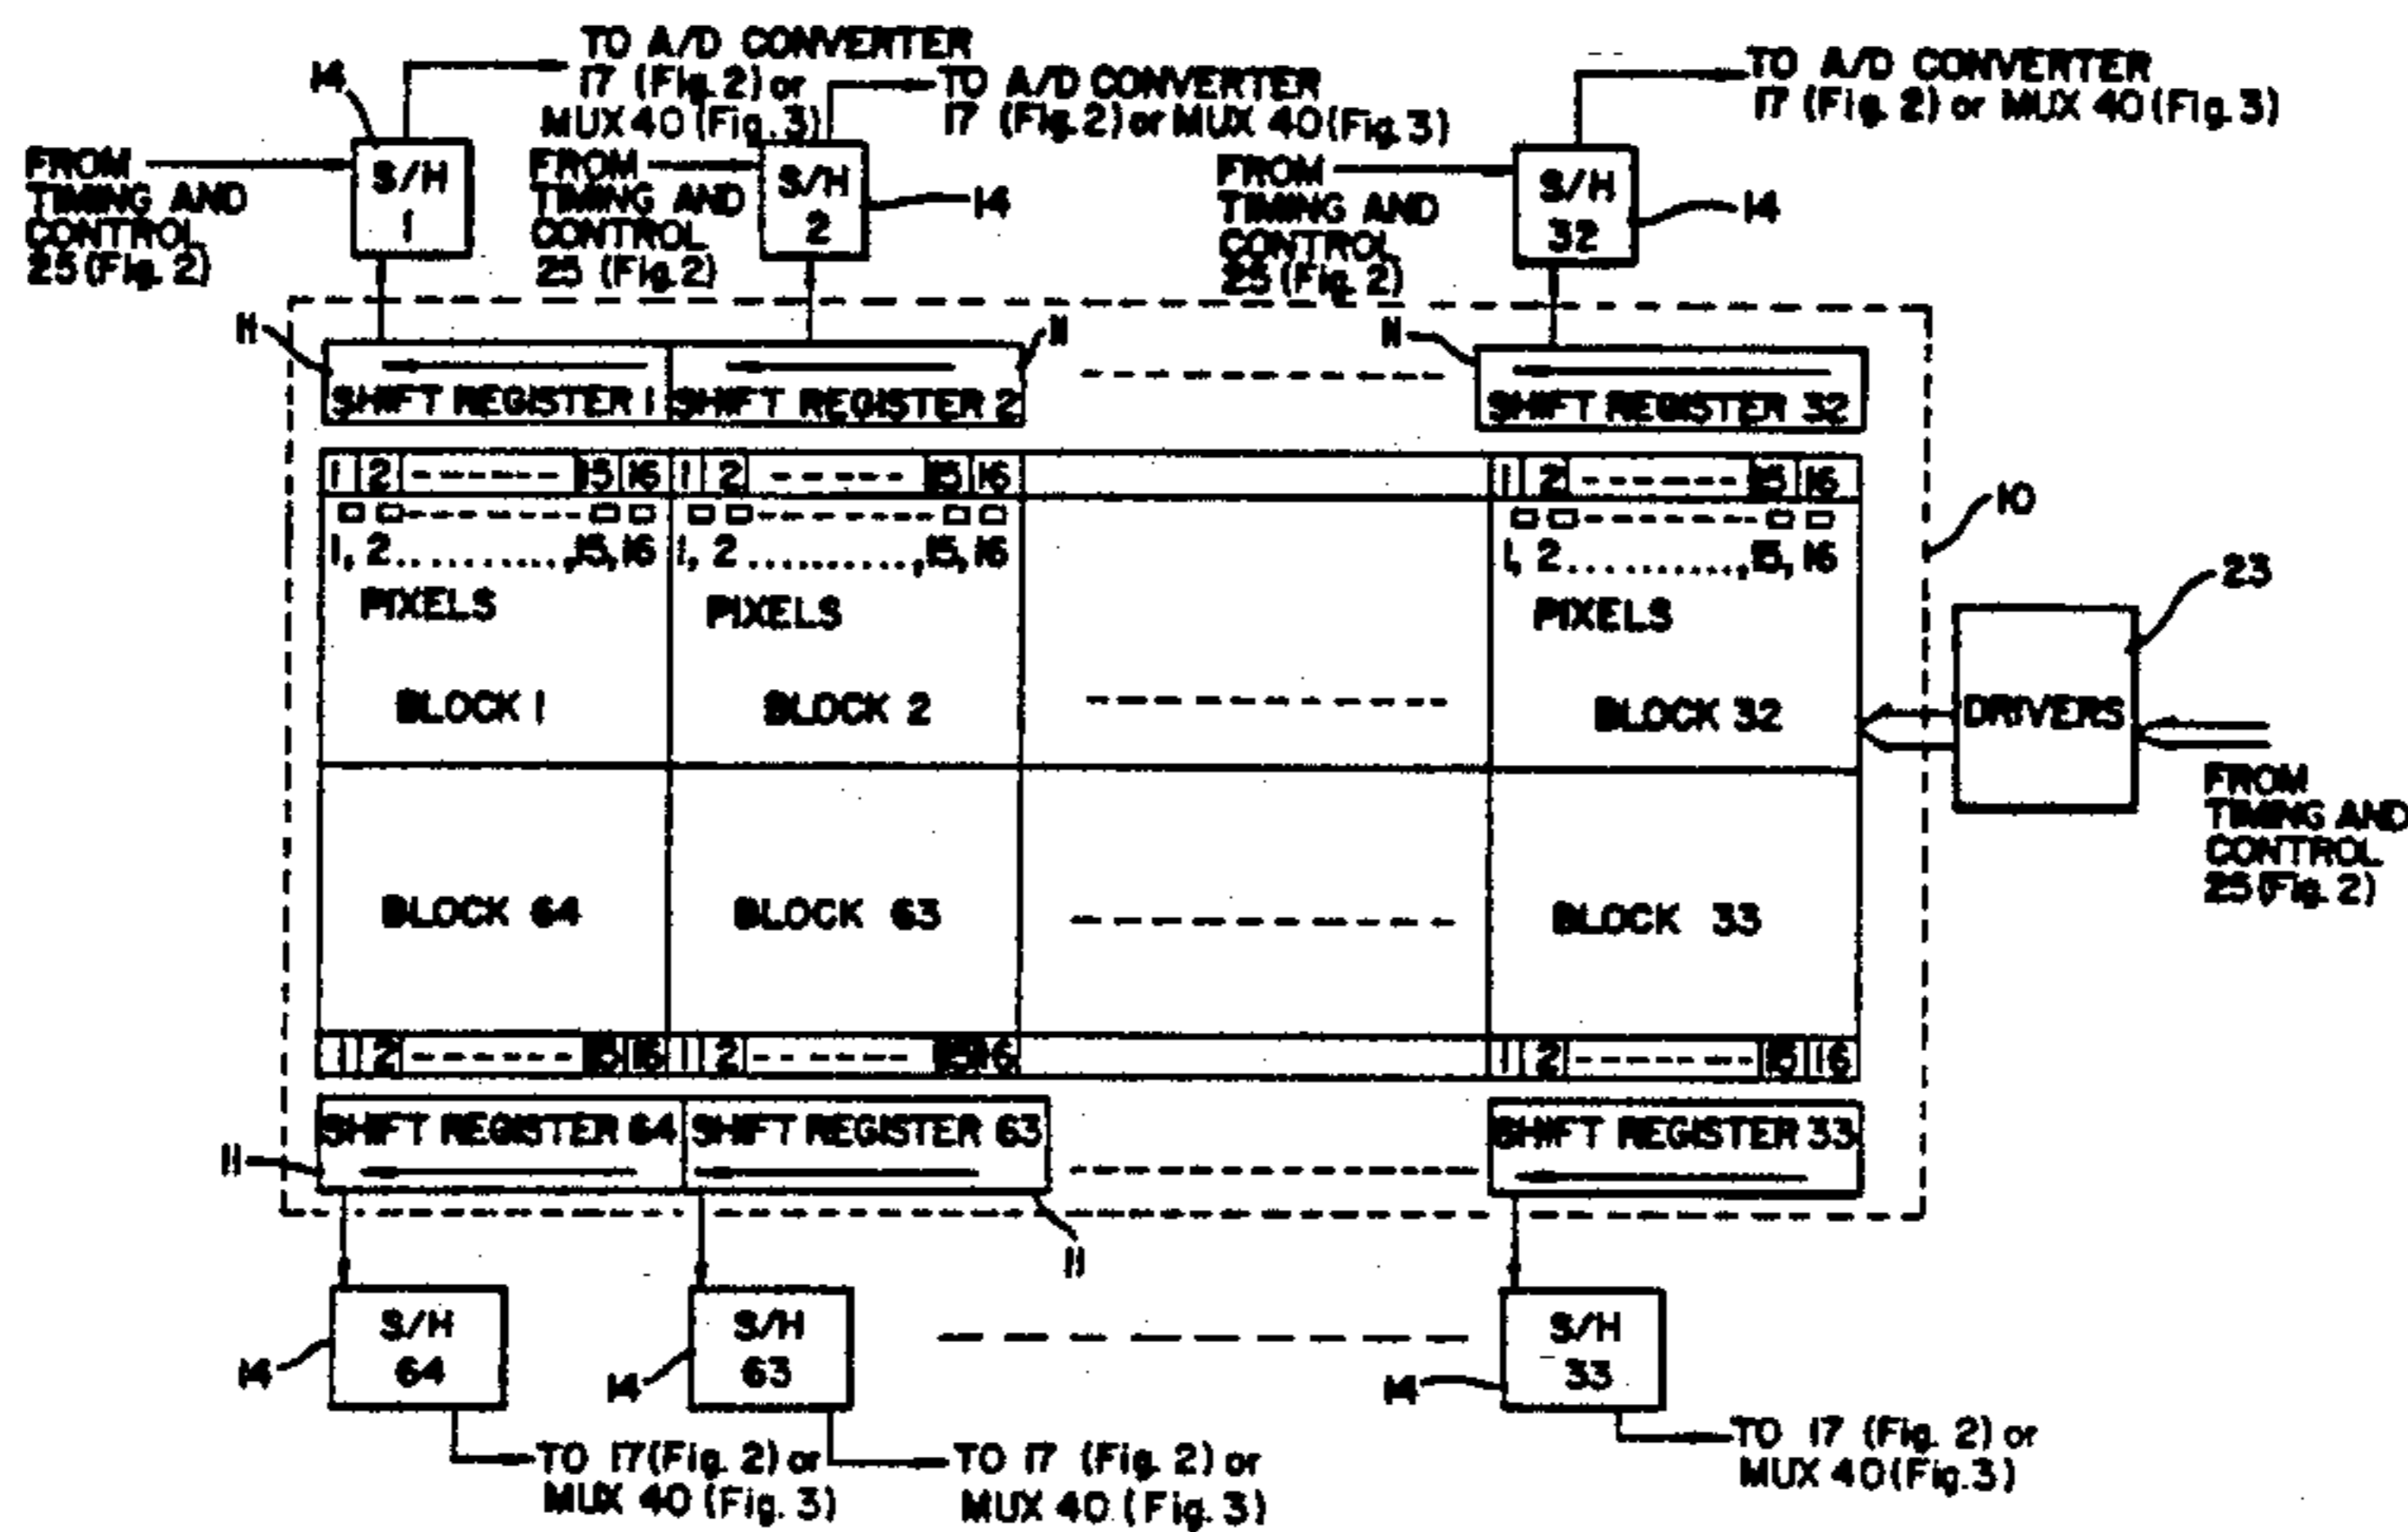 TO A/D CONVERTER
17 (Fig. 2) or
MUX 40 (Fig. 3)
TO A/D CONVERTER
17 (Fig. 2) or MUX 40 (Fig. 3)
TO A/D CONVERTER
17 (Fig. 2) or MUX 40 (Fig. 3)
14
FROM
TIMING AND
CONTROL
25 (Fig. 2)
S/H
1
FROM
TIMING AND
CONTROL
25 (Fig. 2)
S/H
2
14
FROM
TIMING AND
CONTROL
25 (Fig. 2)
S/H
32
14
11
11
11
SHIFT REGISTER 1
SHIFT REGISTER 2
SHIFT REGISTER 32
1 2 15 16 1 2 15 16 1 2 15 16
1, 2..........,15,16
1, 2..........,15,16
1, 2..........,15,16
10
PIXELS
PIXELS
PIXELS
23
BLOCK 1
BLOCK 2
BLOCK 32
DRIVERS
FROM
TIMING AND
CONTROL
25 (Fig. 2)
BLOCK 64
BLOCK 63
BLOCK 33
1 2 15 16 1 2 15 16 1 2 15 16
SHIFT REGISTER 64
SHIFT REGISTER 63
SHIFT REGISTER 33
11
11
S/H
64
14
S/H
63
14
S/H
33
14
TO 17 (Fig. 2) or
MUX 40 (Fig. 3)
TO 17 (Fig. 2) or
MUX 40 (Fig. 3)
TO 17 (Fig. 2) or
MUX 40 (Fig. 3)